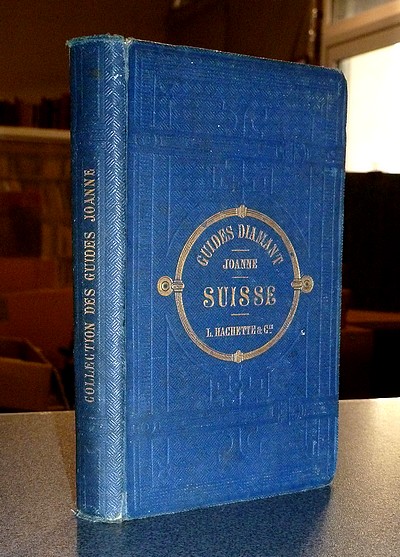 COLLECTION DES GUIDES JOANNE
GUIDES-DIAMANT
JOANNE
SUISSE
L. HACHETTE & Cie